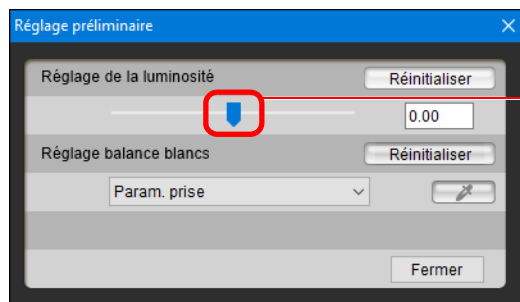 Réglage préliminaire
Réglage de la luminosité Réinitialiser
0.00
Réglage balance blancs Réinitialiser
Param. prise
Fermer